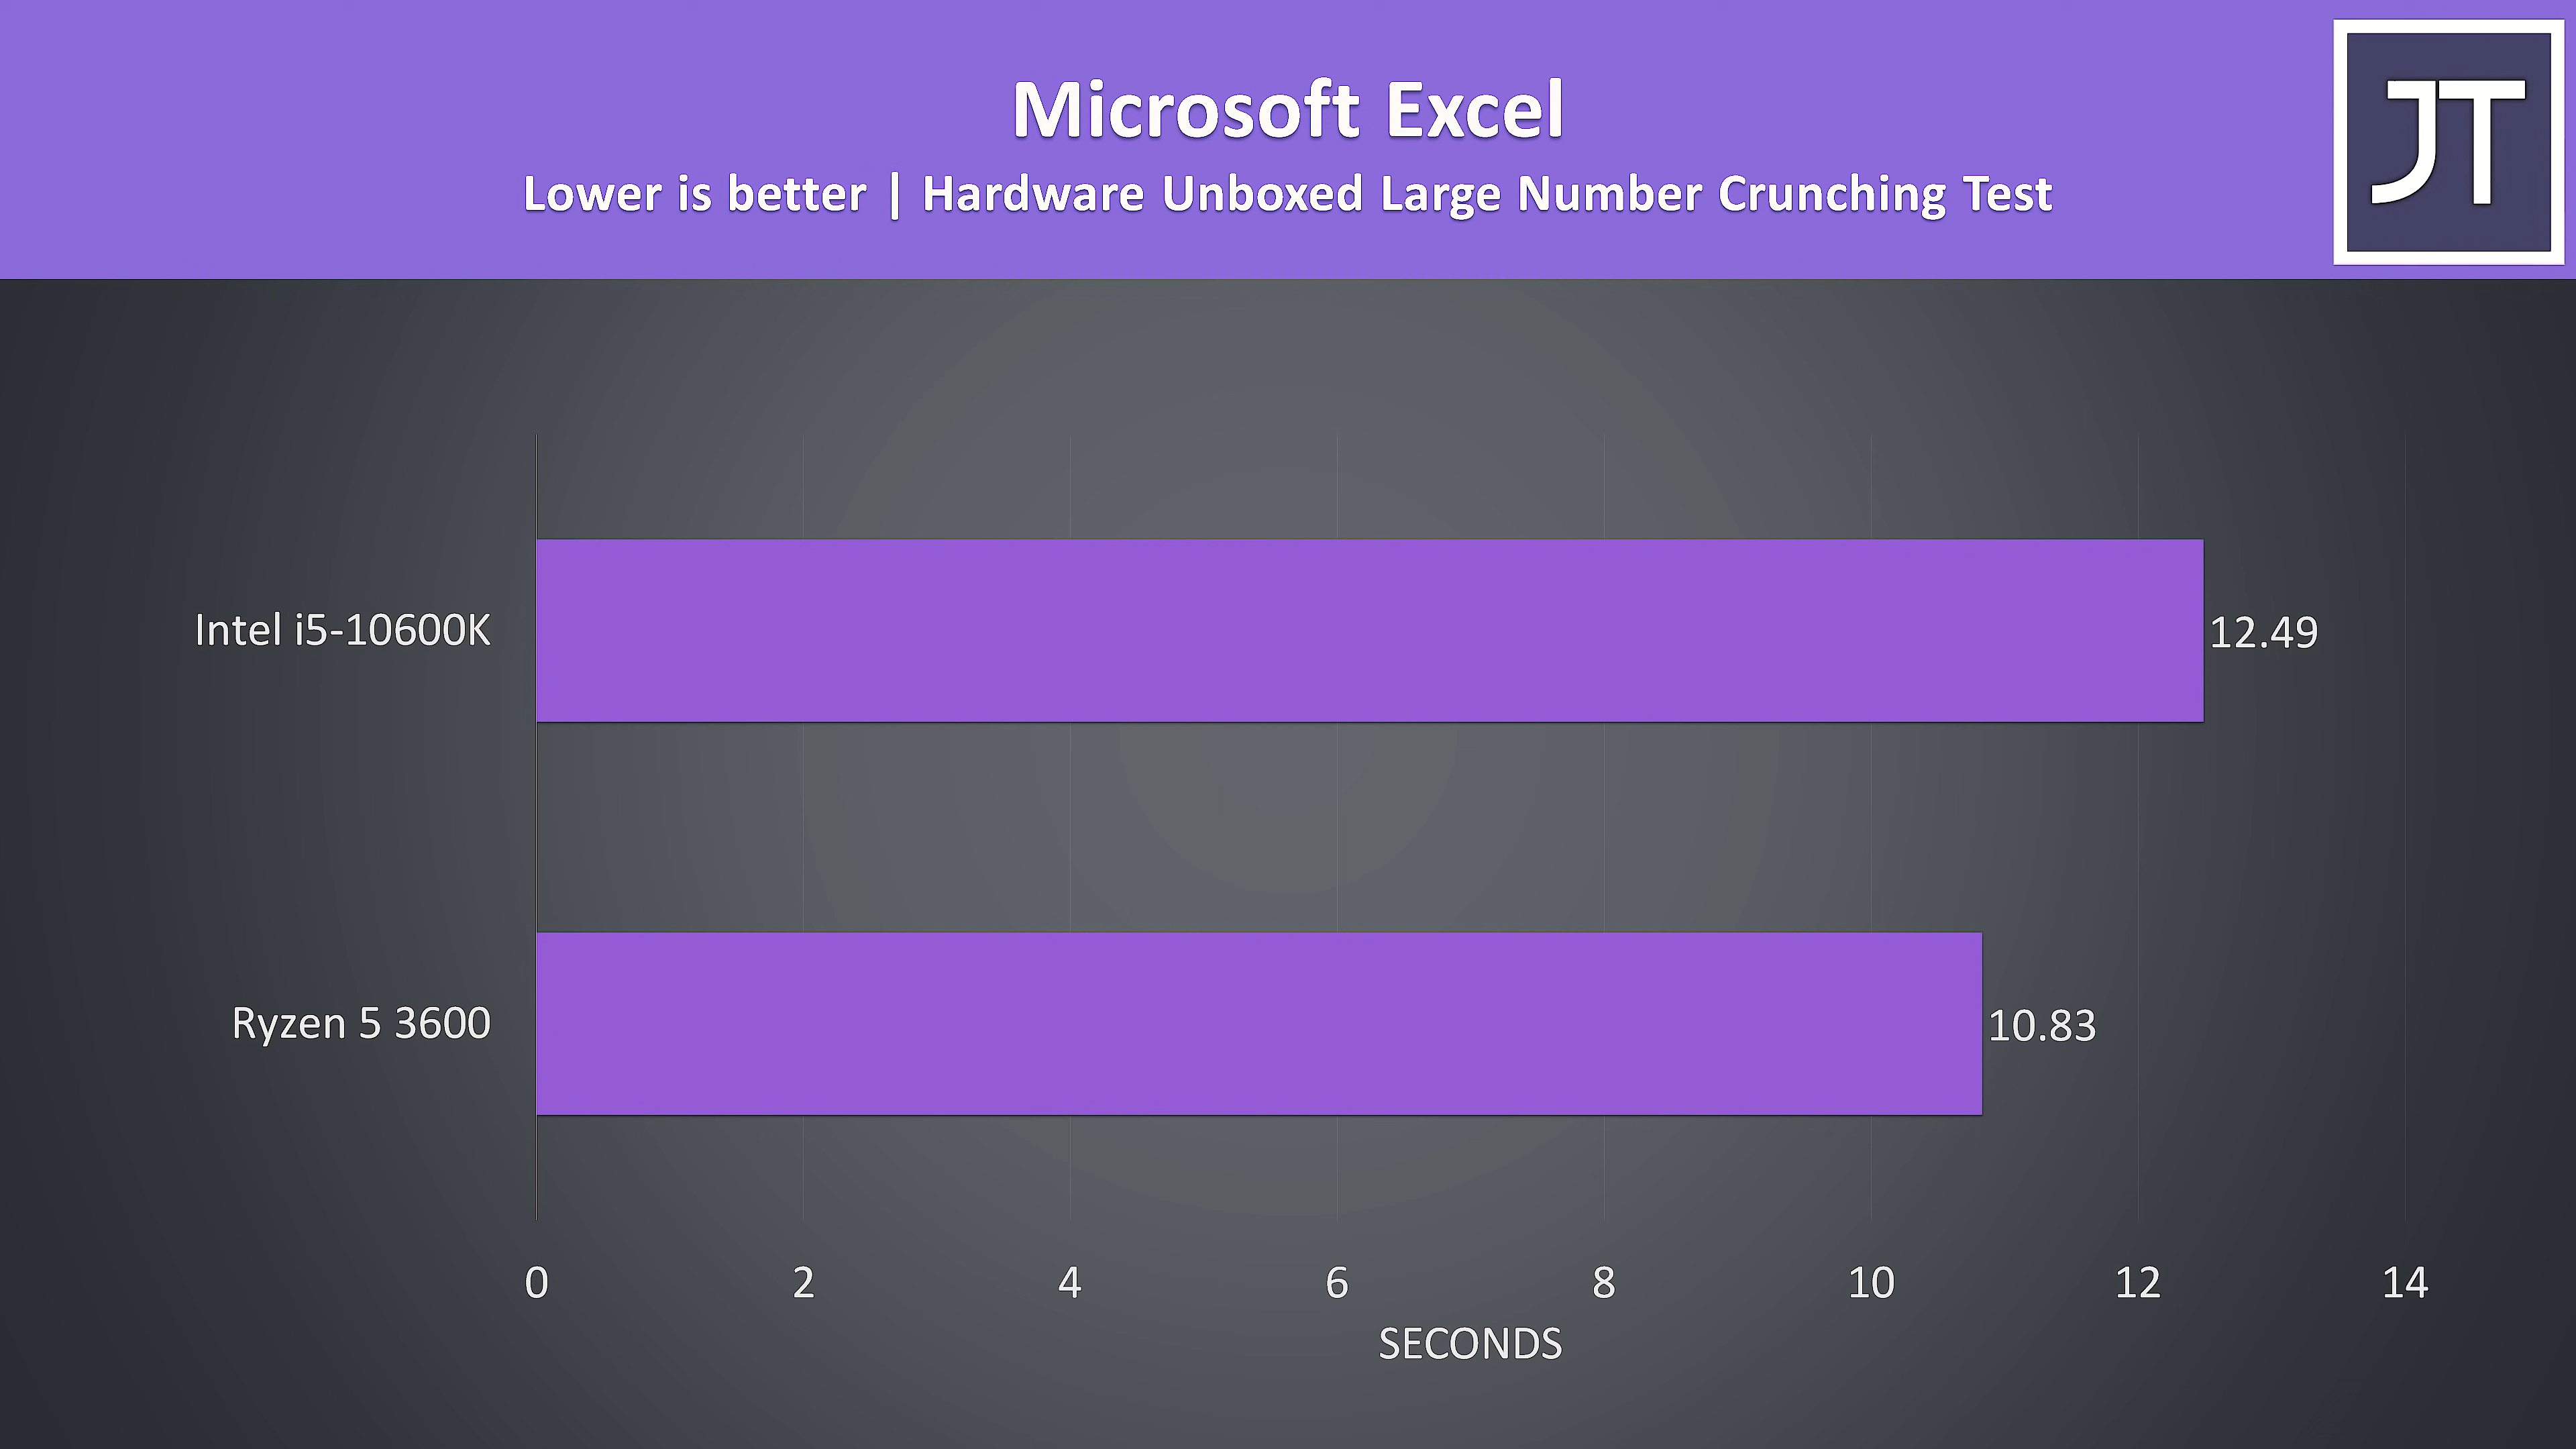 Microsoft Excel
Lower is better | Hardware Unboxed Large Number Crunching Test
JT
Intel i5-10600K
12.49
Ryzen 5 3600
10.83
0 2 4 6 8 10 12 14
SECONDS